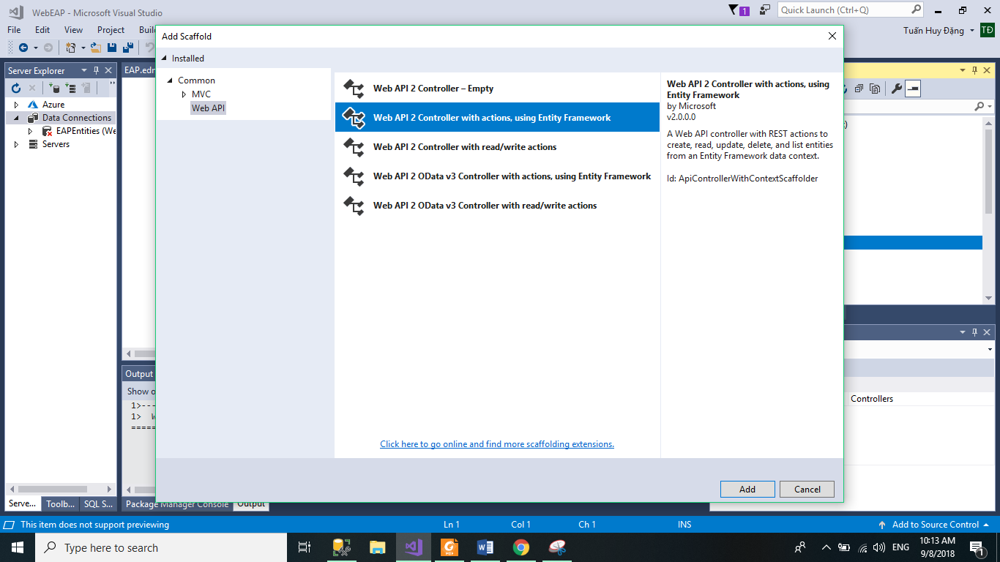 WebEAP - Microsoft Visual Studio
1
Quick Launch (Ctrl+Q)
File Edit View Project Buil
Tuấn Huy Đặng
TĐ
Add Scaffold
Server Explorer
Azure
Data Connections
EAPEntities (We
Servers
EAP.edm
Installed
Common
MVC
Web API
Web API 2 Controller – Empty
Web API 2 Controller with actions, using Entity Framework
Web API 2 Controller with read/write actions
Web API 2 OData v3 Controller with actions, using Entity Framework
Web API 2 OData v3 Controller with read/write actions
Click here to go online and find more scaffolding extensions.
Web API 2 Controller with actions, using
Entity Framework
by Microsoft
v2.0.0.0
A Web API controller with REST actions to
create, read, update, delete, and list entities
from an Entity Framework data context.
Id: ApiControllerWithContextScaffolder
Add Cancel
Controllers
Output
Show o
1>---
1> W
=====
Serve... Toolb... SQL S...
Package Manager Console Output
This item does not support previewing
Ln 1 Col 1 Ch 1 INS
Add to Source Control
Type here to search
PDF
ENG
10:13 AM
9/8/2018
1